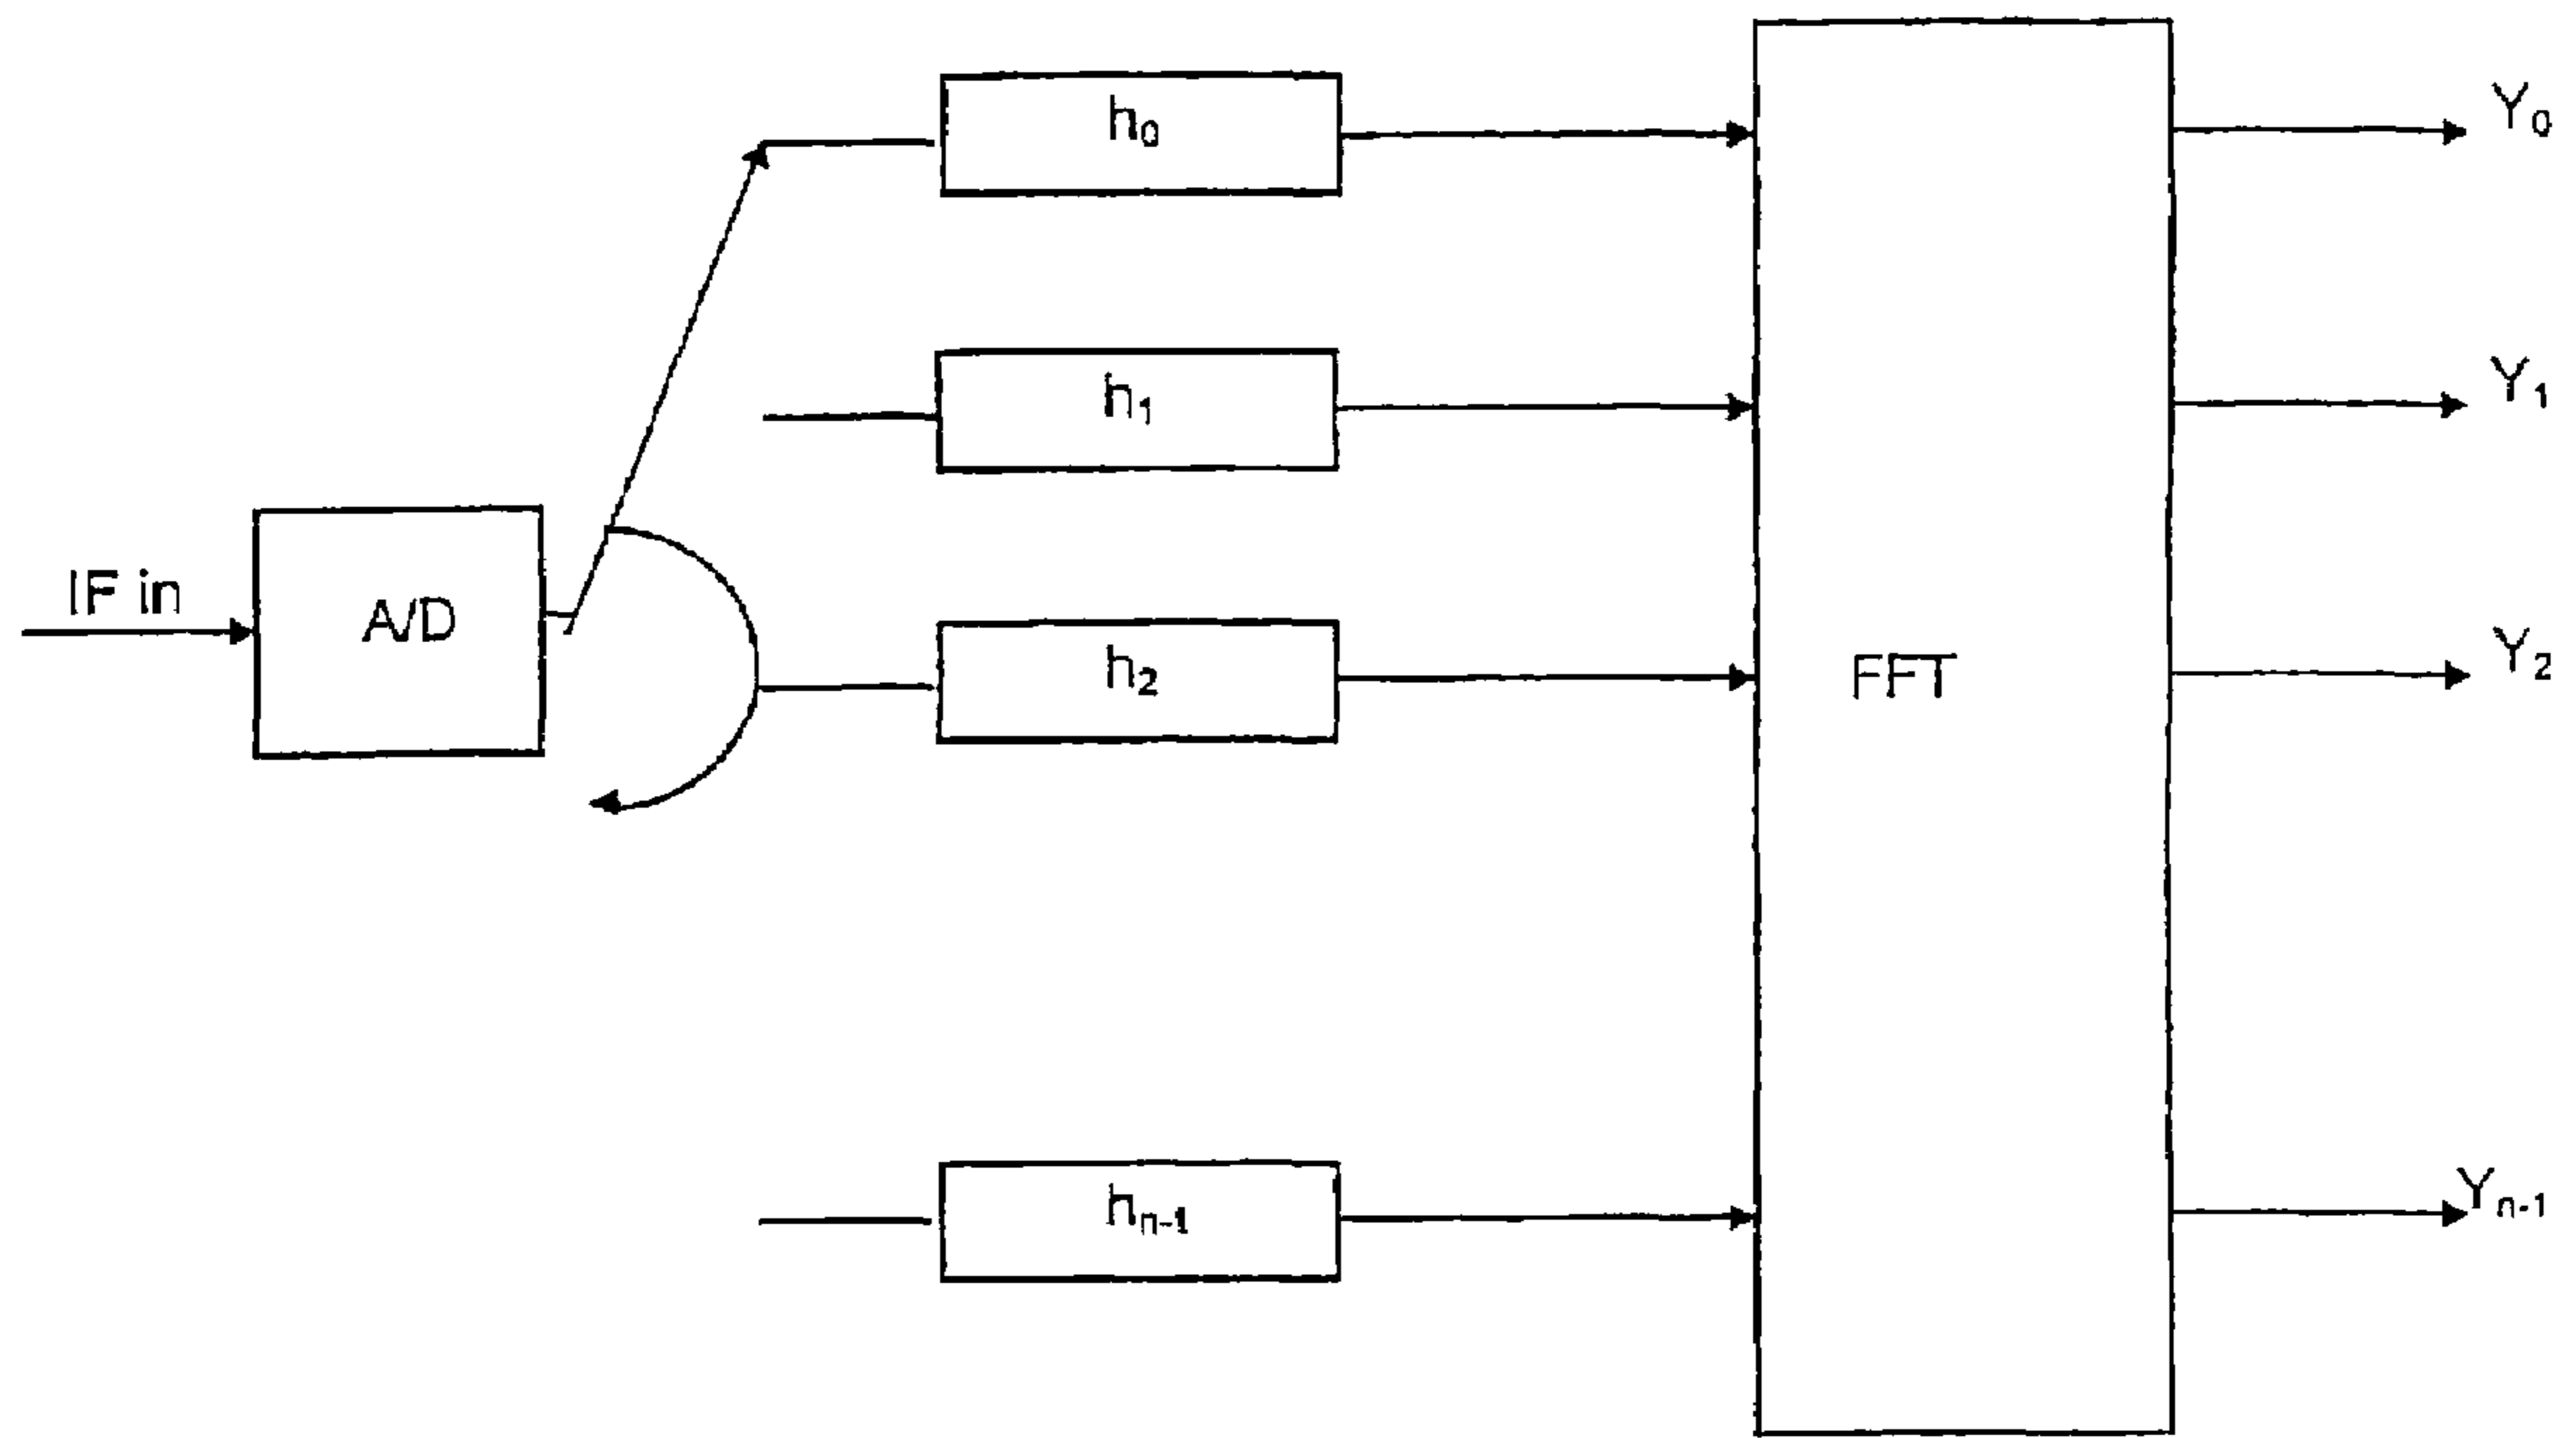 h₀
Y₀
h₁
Y₁
IF in
A/D
h₂
FFT
Y₂
hₙ₋₁
Yₙ₋₁